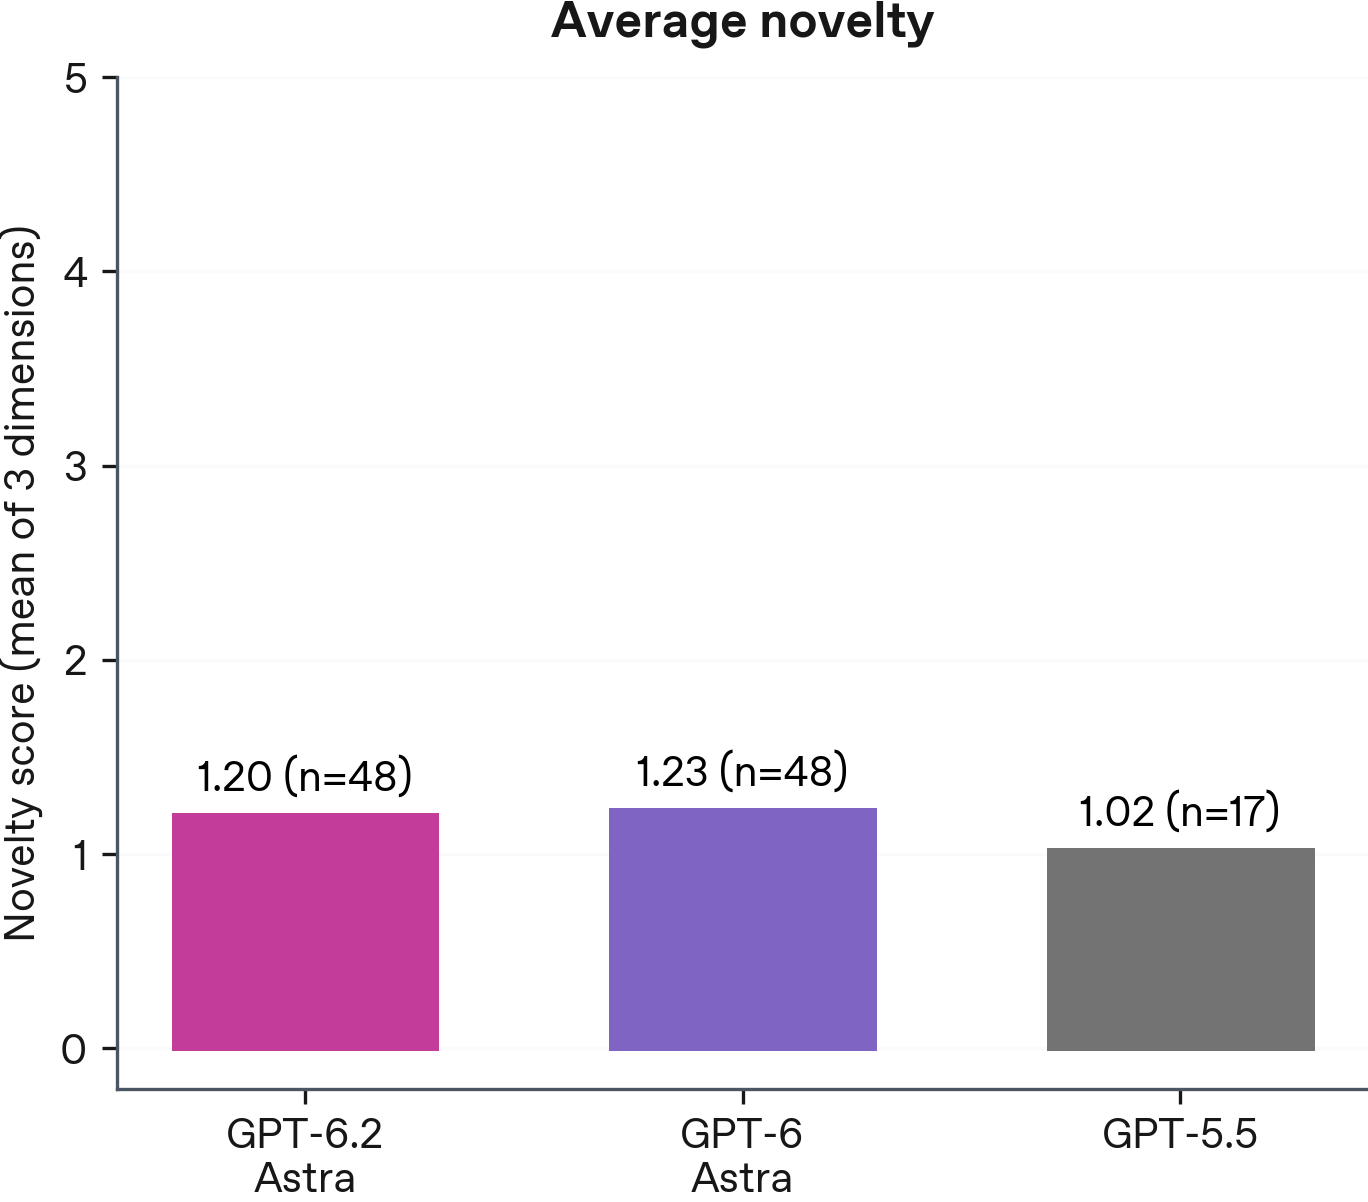 Average novelty
Novelty score (mean of 3 dimensions)
5
4
3
2
1
0
1.20 (n=48)
1.23 (n=48)
1.02 (n=17)
GPT-6.2
Astra
GPT-6
Astra
GPT-5.5